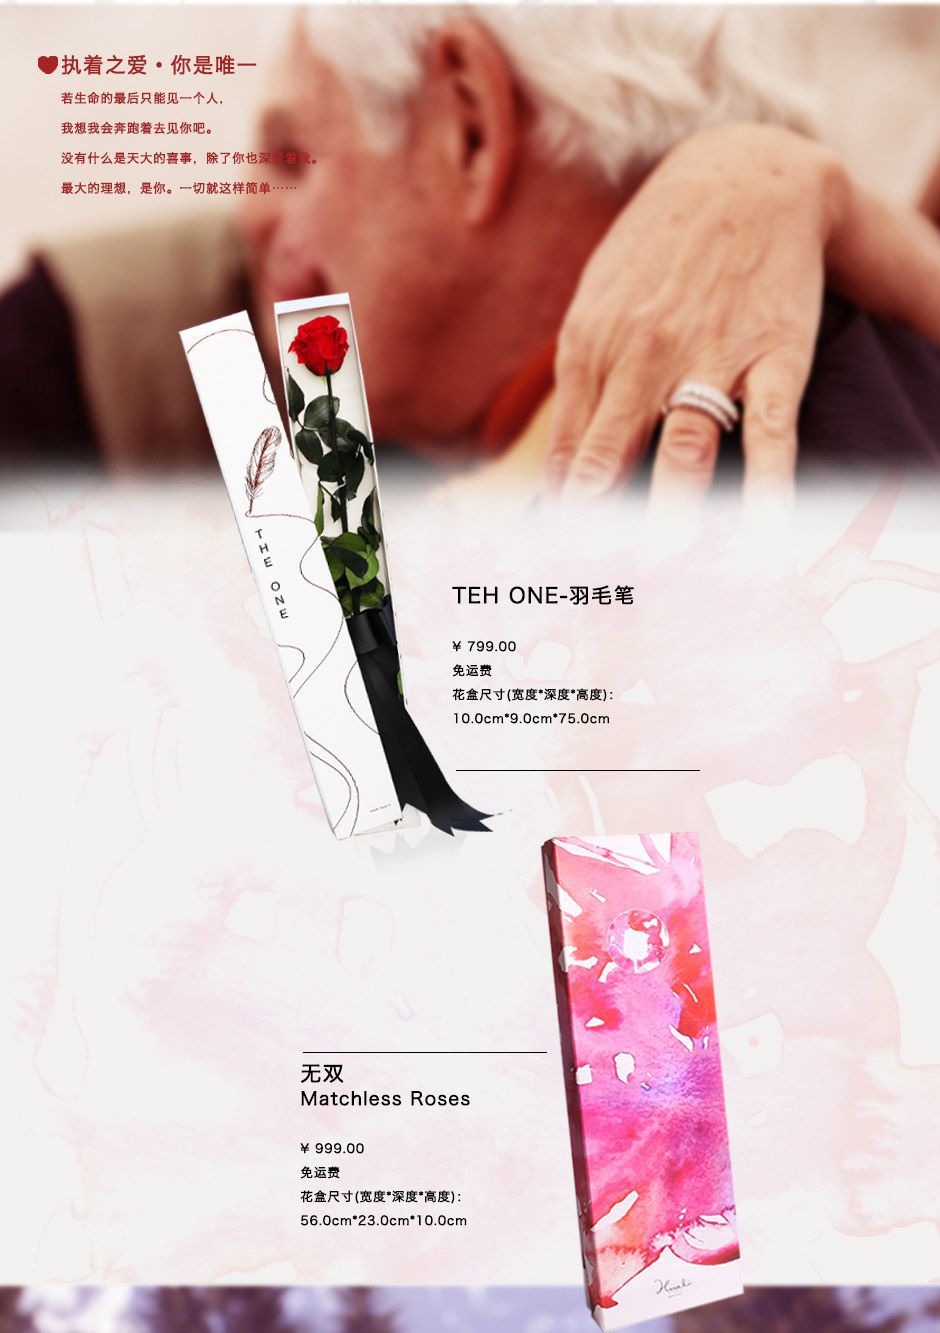 执着之爱·你是唯一
若生命的最后只能见一个人，
我想我会奔跑着去见你吧。
没有什么是天大的喜事，除了你也深爱着我。
最大的理想，是你。一切就这样简单……
THE ONE
TEH ONE-羽毛笔
¥ 799.00
免运费
花盒尺寸(宽度*深度*高度)：
10.0cm*9.0cm*75.0cm
无双
Matchless Roses
¥ 999.00
免运费
花盒尺寸(宽度*深度*高度)：
56.0cm*23.0cm*10.0cm